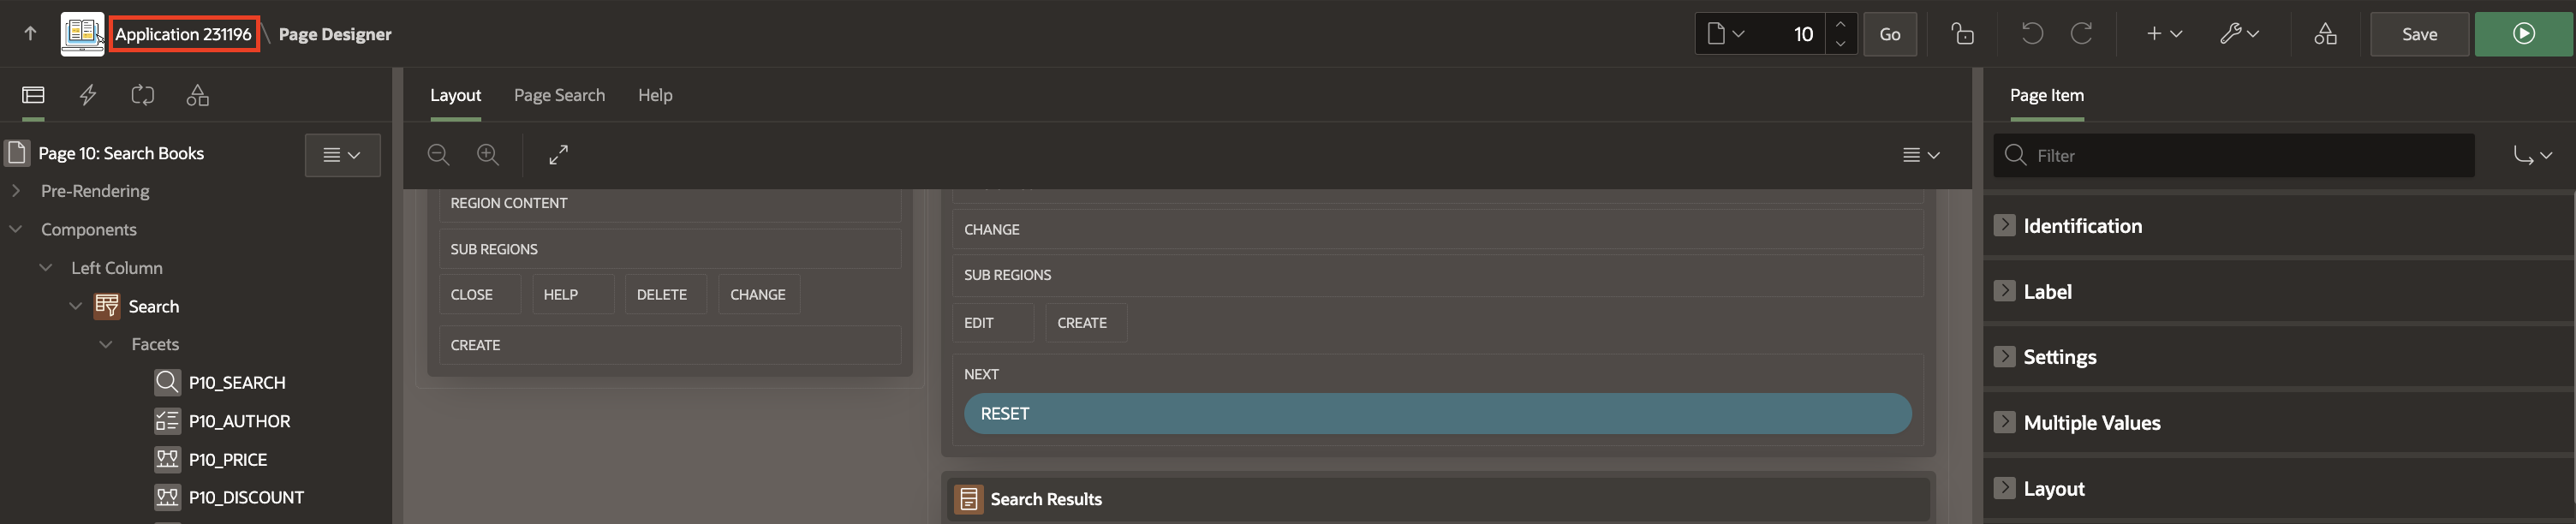 Application 231196 \ Page Designer
10
Go
Save
Layout
Page Search
Help
Page Item
Page 10: Search Books
Filter
Pre-Rendering
Components
Left Column
Search
Facets
P10_SEARCH
P10_AUTHOR
P10_PRICE
P10_DISCOUNT
REGION CONTENT
SUB REGIONS
CLOSE
HELP
DELETE
CHANGE
CREATE
CHANGE
SUB REGIONS
EDIT
CREATE
NEXT
RESET
Search Results
Identification
Label
Settings
Multiple Values
Layout